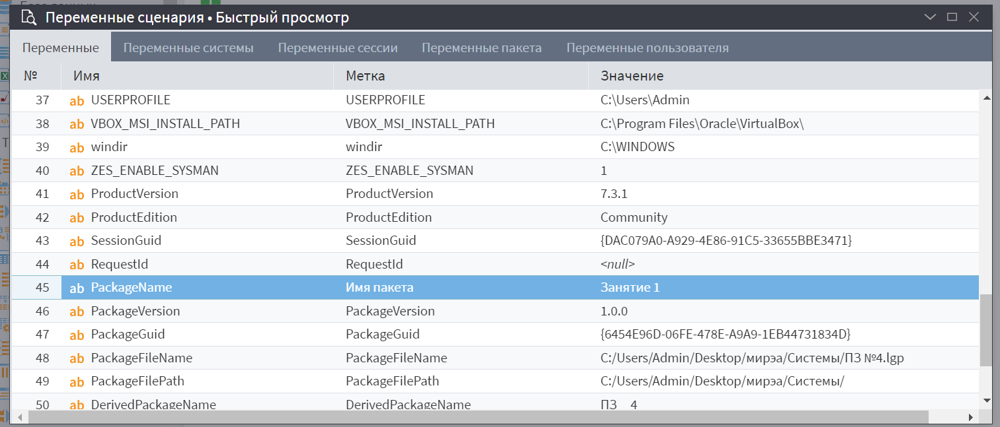 Переменные сценария • Быстрый просмотр
Переменные Переменные системы Переменные сессии Переменные пакета Переменные пользователя
№ Имя Метка Значение
37 ab USERPROFILE USERPROFILE C:\Users\Admin
38 ab VBOX_MSI_INSTALL_PATH VBOX_MSI_INSTALL_PATH C:\Program Files\Oracle\VirtualBox\
39 ab windir windir C:\WINDOWS
40 ab ZES_ENABLE_SYSMAN ZES_ENABLE_SYSMAN 1
41 ab ProductVersion ProductVersion 7.3.1
42 ab ProductEdition ProductEdition Community
43 ab SessionGuid SessionGuid {DAC079A0-A929-4E86-91C5-33655BBE3471}
44 ab RequestId RequestId <null>
45 ab PackageName Имя пакета Занятие 1
46 ab PackageVersion PackageVersion 1.0.0
47 ab PackageGuid PackageGuid {6454E96D-06FE-478E-A9A9-1EB44731834D}
48 ab PackageFileName PackageFileName C:/Users/Admin/Desktop/мирэа/Системы/ПЗ №4.lgp
49 ab PackageFilePath PackageFilePath C:/Users/Admin/Desktop/мирэа/Системы/
50 ab DerivedPackageName DerivedPackageName ПЗ__4